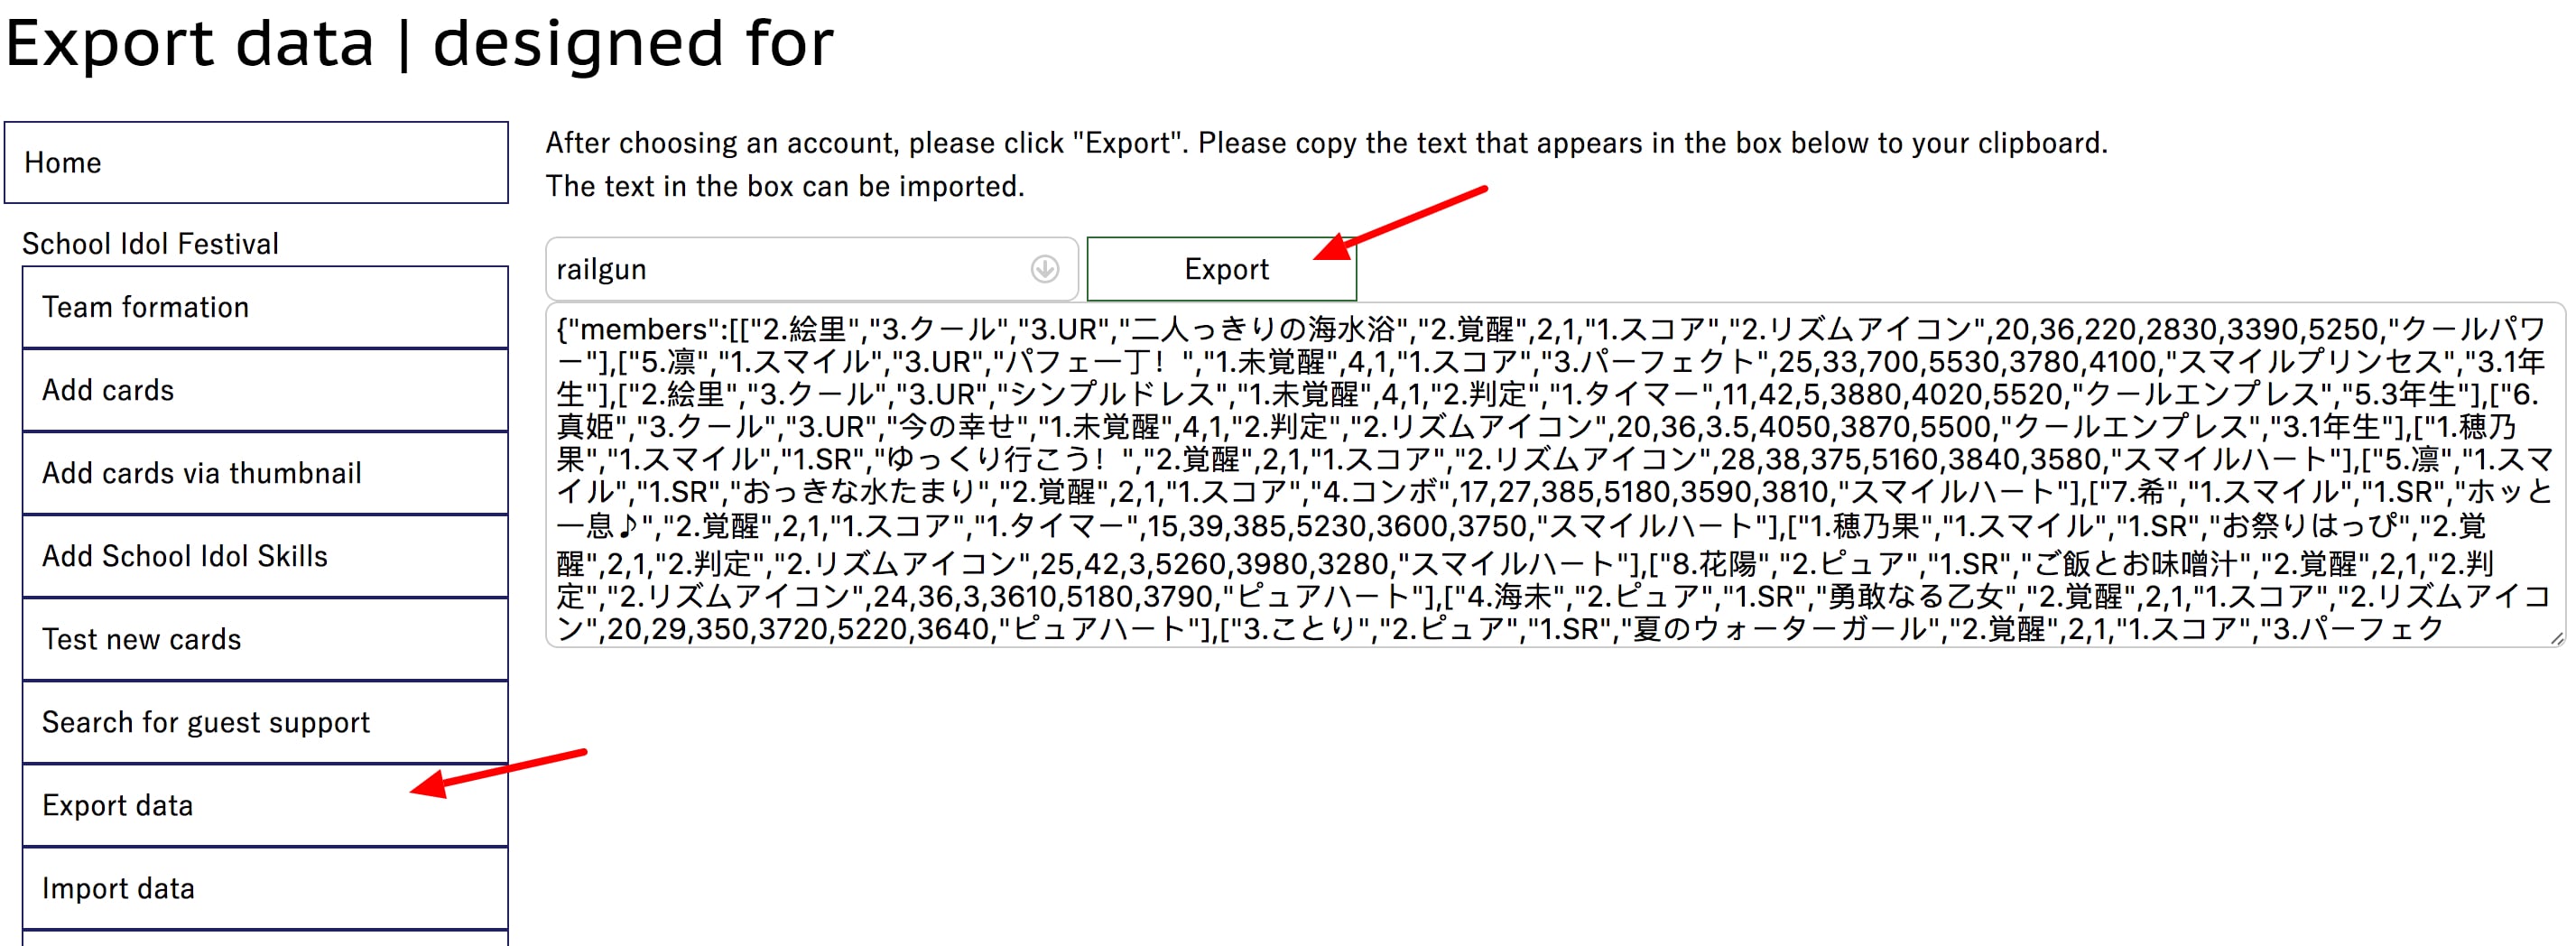 Export data | designed for
Home
School Idol Festival
Team formation
Add cards
Add cards via thumbnail
Add School Idol Skills
Test new cards
Search for guest support
Export data
Import data
After choosing an account, please click "Export". Please copy the text that appears in the box below to your clipboard.
The text in the box can be imported.
railgun
Export
{"members":[["2.絵里","3.クール","3.UR","二人っきりの海水浴","2.覚醒",2,1,"1.スコア","2.リズムアイコン",20,36,220,2830,3390,5250,"クールパワ
ー"],["5.凛","1.スマイル","3.UR","パフェ一丁！","1.未覚醒",4,1,"1.スコア","3.パーフェクト",25,33,700,5530,3780,4100,"スマイルプリンセス","3.1年
生"],["2.絵里","3.クール","3.UR","シンプルドレス","1.未覚醒",4,1,"2.判定","1.タイマー",11,42,5,3880,4020,5520,"クールエンプレス","5.3年生"],["6.
真姫","3.クール","3.UR","今の幸せ","1.未覚醒",4,1,"2.判定","2.リズムアイコン",20,36,3.5,4050,3870,5500,"クールエンプレス","3.1年生"],["1.穂乃
果","1.スマイル","1.SR","ゆっくり行こう！","2.覚醒",2,1,"1.スコア","2.リズムアイコン",28,38,375,5160,3840,3580,"スマイルハート"],["5.凛","1.スマ
イル","1.SR","おっきな水たまり","2.覚醒",2,1,"1.スコア","4.コンボ",17,27,385,5180,3590,3810,"スマイルハート"],["7.希","1.スマイル","1.SR","ホッと
一息♪","2.覚醒",2,1,"1.スコア","1.タイマー",15,39,385,5230,3600,3750,"スマイルハート"],["1.穂乃果","1.スマイル","1.SR","お祭りはっぴ","2.覚
醒",2,1,"2.判定","2.リズムアイコン",25,42,3,5260,3980,3280,"スマイルハート"],["8.花陽","2.ピュア","1.SR","ご飯とお味噌汁","2.覚醒",2,1,"2.判
定","2.リズムアイコン",24,36,3,3610,5180,3790,"ピュアハート"],["4.海未","2.ピュア","1.SR","勇敢なる乙女","2.覚醒",2,1,"1.スコア","2.リズムアイコ
ン",20,29,350,3720,5220,3640,"ピュアハート"],["3.ことり","2.ピュア","1.SR","夏のウォーターガール","2.覚醒",2,1,"1.スコア","3.パーフェク